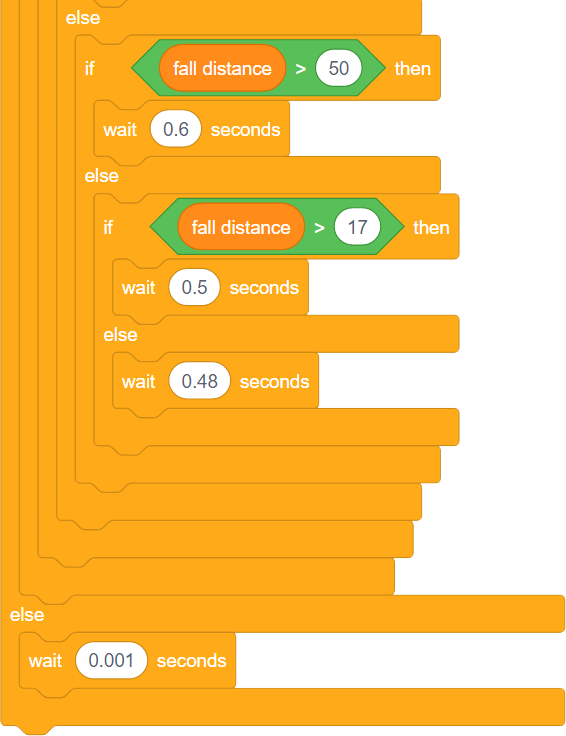 else
if fall distance > 50 then
wait 0.6 seconds
else
if fall distance > 17 then
wait 0.5 seconds
else
wait 0.48 seconds
else
wait 0.001 seconds